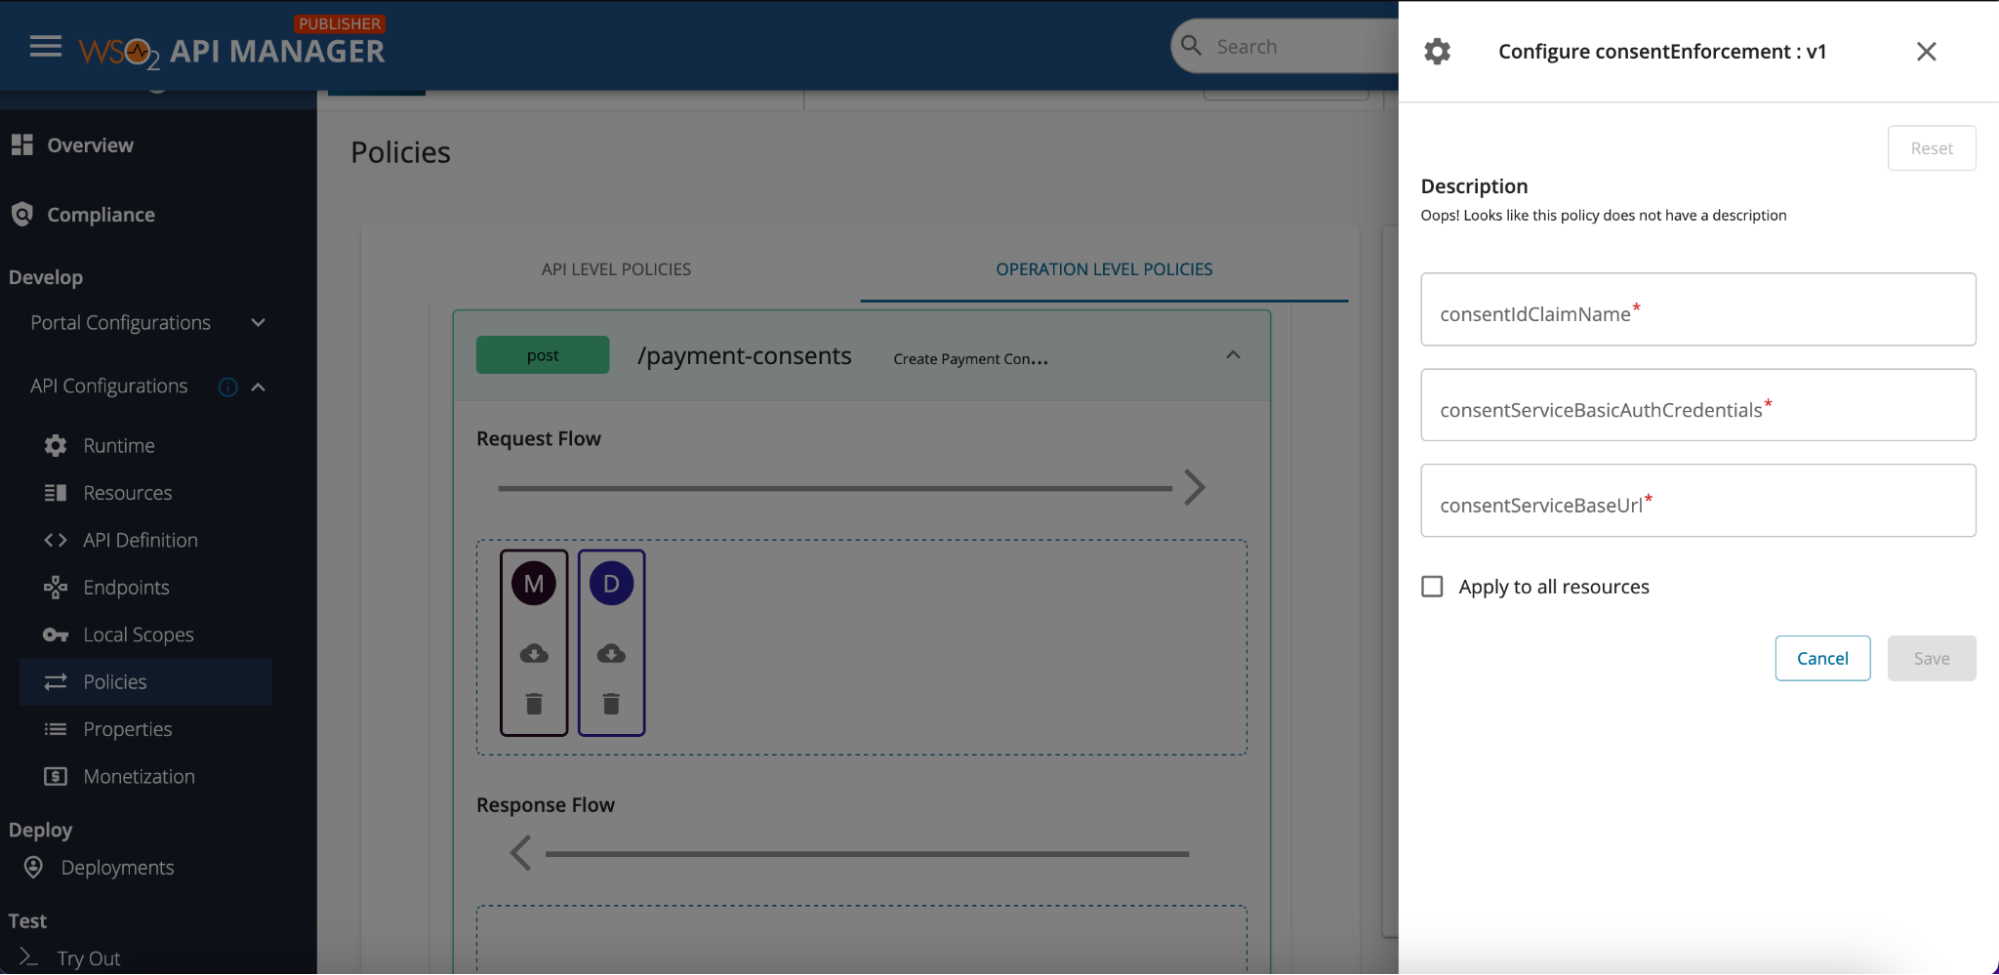 PUBLISHER
WSO2 API MANAGER
Search
Overview
Compliance
Develop
Portal Configurations
API Configurations
Runtime
Resources
API Definition
Endpoints
Local Scopes
Policies
Properties
Monetization
Deploy
Deployments
Test
Try Out
Policies
API LEVEL POLICIES
OPERATION LEVEL POLICIES
post
/payment-consents
Create Payment Con...
Request Flow
M
D
Response Flow
Configure consentEnforcement : v1
Reset
Description
Oops! Looks like this policy does not have a description
consentIdClaimName*
consentServiceBasicAuthCredentials*
consentServiceBaseUrl*
Apply to all resources
Cancel
Save